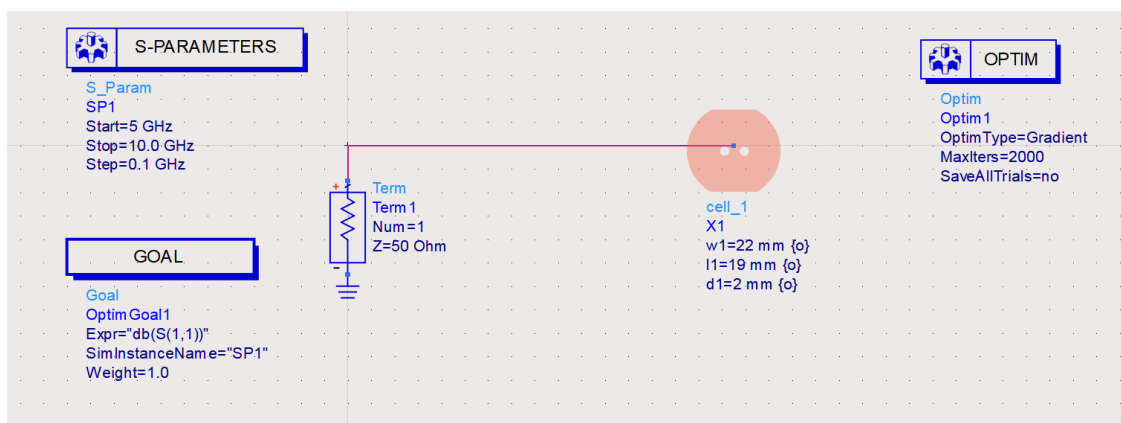 S-PARAMETERS
S_Param
SP1
Start=5 GHz
Stop=10.0 GHz
Step=0.1 GHz
GOAL
Goal
OptimGoal1
Expr="db(S(1,1))"
SimInstanceName="SP1"
Weight=1.0
+
Term
Term1
Num=1
Z=50 Ohm
-
cell_1
X1
w1=22 mm {o}
l1=19 mm {o}
d1=2 mm {o}
OPTIM
Optim
Optim1
OptimType=Gradient
MaxIters=2000
SaveAllTrials=no